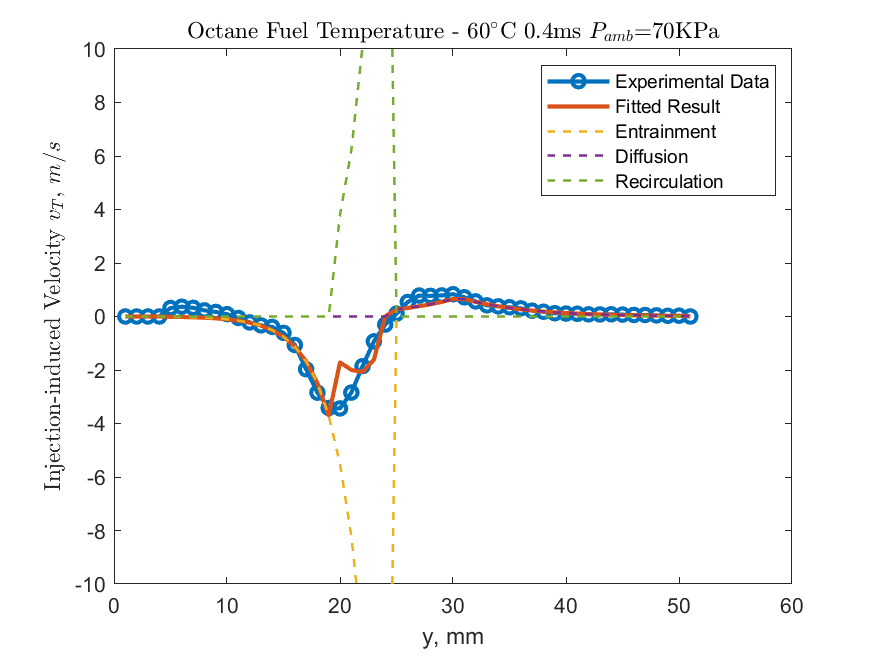 Octane Fuel Temperature - 60°C 0.4ms P_amb=70KPa
Injection-induced Velocity v_T, m/s
10
8
6
4
2
0
-2
-4
-6
-8
-10
Experimental Data
Fitted Result
Entrainment
Diffusion
Recirculation
0 10 20 30 40 50 60
y, mm